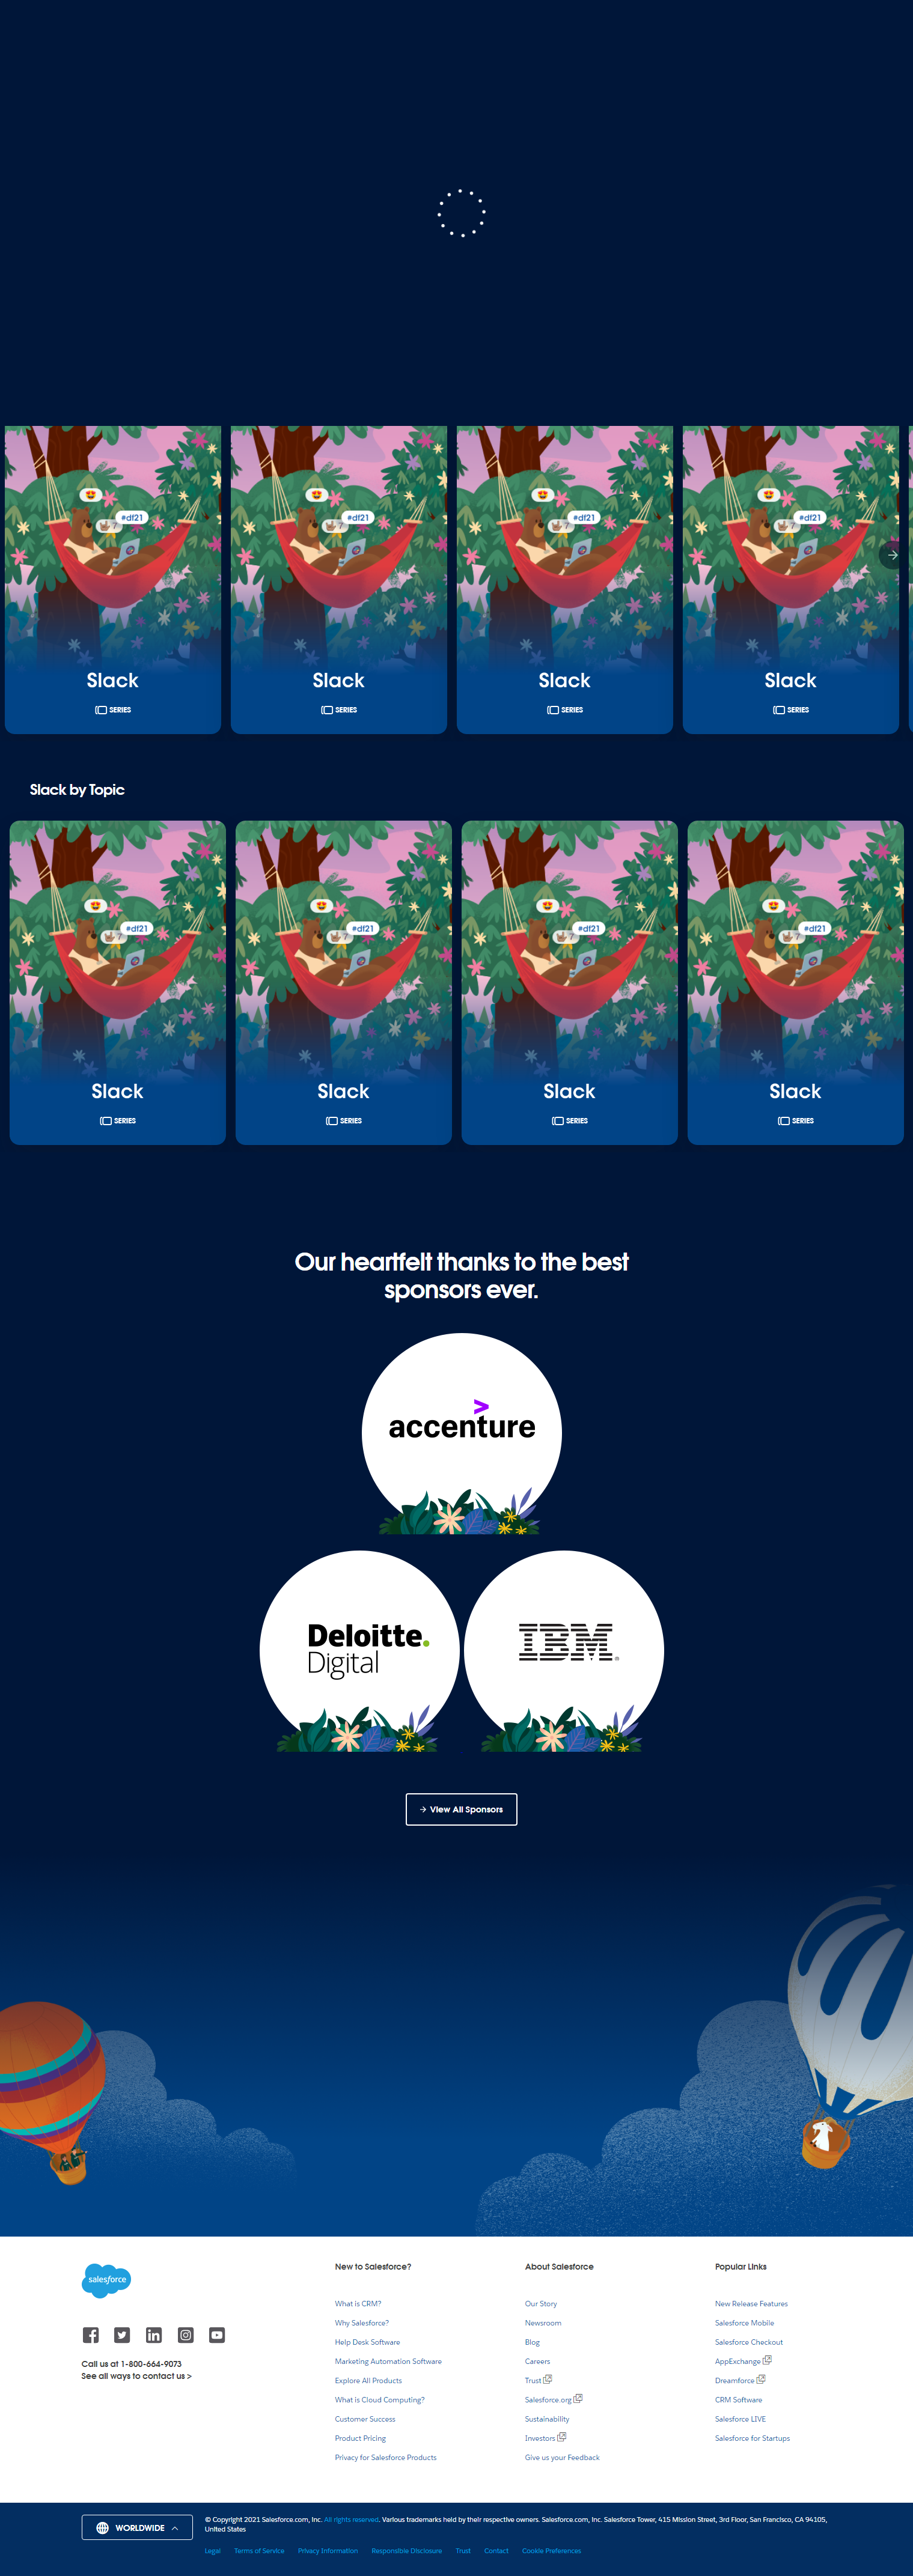 #df21
#df21
#df21
#df21
Slack
Slack
Slack
Slack
SERIES
SERIES
SERIES
SERIES
Slack by Topic
#df21
#df21
#df21
#df21
Slack
Slack
Slack
Slack
SERIES
SERIES
SERIES
SERIES
Our heartfelt thanks to the best
sponsors ever.
accenture
Deloitte.
Digital
IBM
View All Sponsors
salesforce
Call us at 1-800-664-9073
See all ways to contact us >
New to Salesforce?
What is CRM?
Why Salesforce?
Help Desk Software
Marketing Automation Software
Explore All Products
What is Cloud Computing?
Customer Success
Product Pricing
Privacy for Salesforce Products
About Salesforce
Our Story
Newsroom
Blog
Careers
Trust
Salesforce.org
Sustainability
Investors
Give us your Feedback
Popular Links
New Release Features
Salesforce Mobile
Salesforce Checkout
AppExchange
Dreamforce
CRM Software
Salesforce LIVE
Salesforce for Startups
WORLDWIDE
© Copyright 2021 Salesforce.com, inc. All rights reserved. Various trademarks held by their respective owners. Salesforce.com, inc. Salesforce Tower, 415 Mission Street, 3rd Floor, San Francisco, CA 94105,
United States
Legal Terms of Service Privacy Information Responsible Disclosure Trust Contact Cookie Preferences